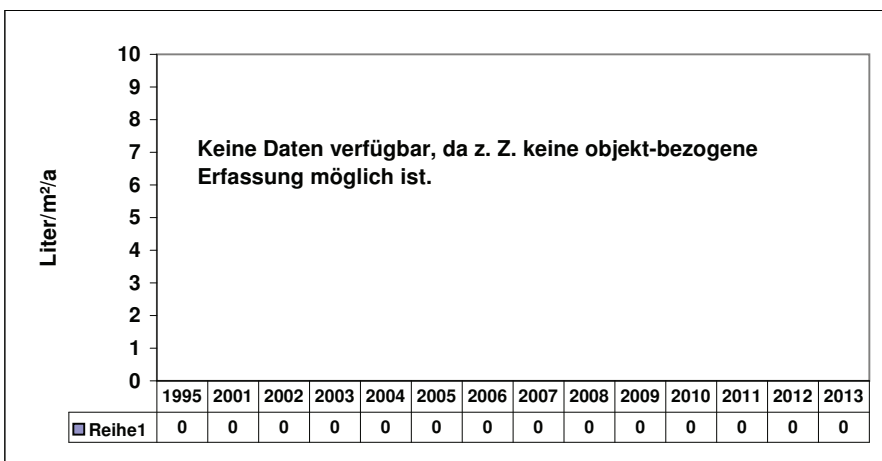 10
9
8
7
6
5
4
3
2
1
0
Liter/m²/a
Keine Daten verfügbar, da z. Z. keine objekt-bezogene
Erfassung möglich ist.
1995 2001 2002 2003 2004 2005 2006 2007 2008 2009 2010 2011 2012 2013
Reihe1 0 0 0 0 0 0 0 0 0 0 0 0 0 0